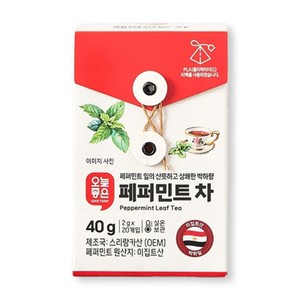 PLA(폴리락타이드)
티백을 사용하였습니다.
이미지 사진
오늘
좋은
페퍼민트 잎의 산뜻하고 상쾌한 박하향
페퍼민트 차
Peppermint Leaf Tea
40 g
2 g x
20개입
실온
보관
이집트산
제조국: 스리랑카산 (OEM)
페퍼민트 원산지: 이집트산